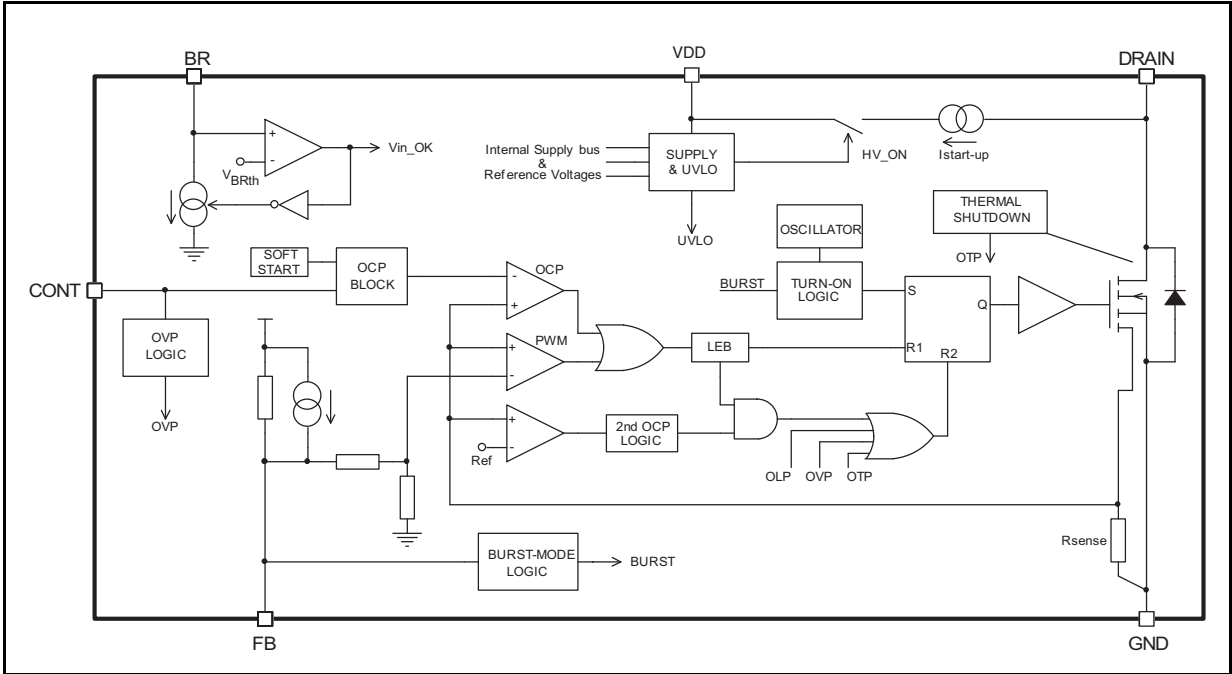 BR
VDD
DRAIN
Vin_OK
VBRth
Internal Supply bus
&
Reference Voltages
SUPPLY
& UVLO
HV_ON
Istart-up
UVLO
THERMAL
SHUTDOWN
OTP
OSCILLATOR
SOFT
START
OCP
BLOCK
OCP
BURST
TURN-ON
LOGIC
S
Q
R1
R2
CONT
OVP
LOGIC
OVP
PWM
LEB
2nd OCP
LOGIC
Ref
OLP
OVP
OTP
Rsense
BURST-MODE
LOGIC
BURST
FB
GND
+
-
-
+
+
-
+
-